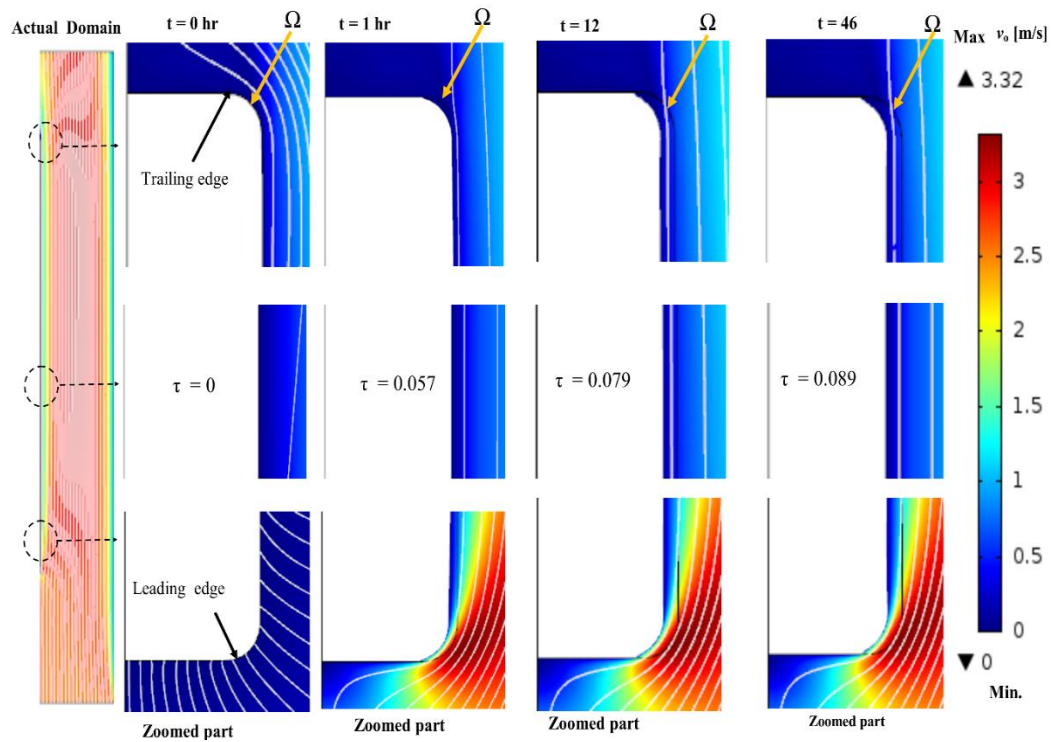 Actual Domain
t = 0 hr
Ω
t = 1 hr
Ω
t = 12
Ω
t = 46
Ω
Max vₒ [m/s]
▲ 3.32
Trailing edge
τ = 0
τ = 0.057
τ = 0.079
τ = 0.089
Leading edge
3
2.5
2
1.5
1
0.5
0
▼ 0
Min.
Zoomed part
Zoomed part
Zoomed part
Zoomed part